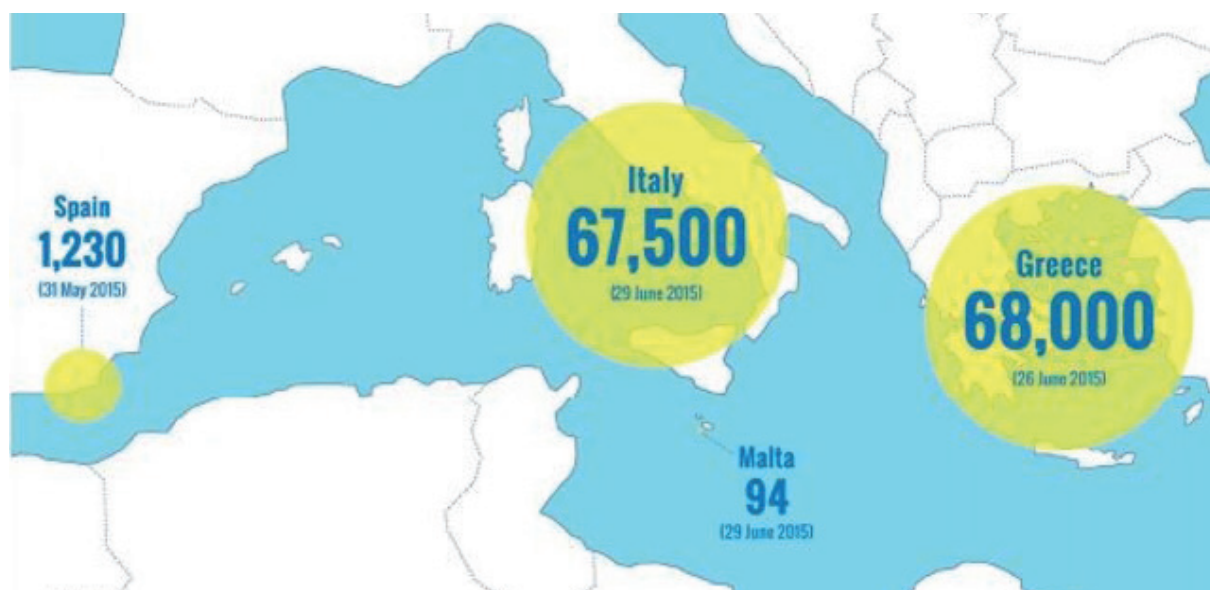 Spain
1,230
(31 May 2015)
Italy
67,500
(29 June 2015)
Greece
68,000
(26 June 2015)
Malta
94
(29 June 2015)